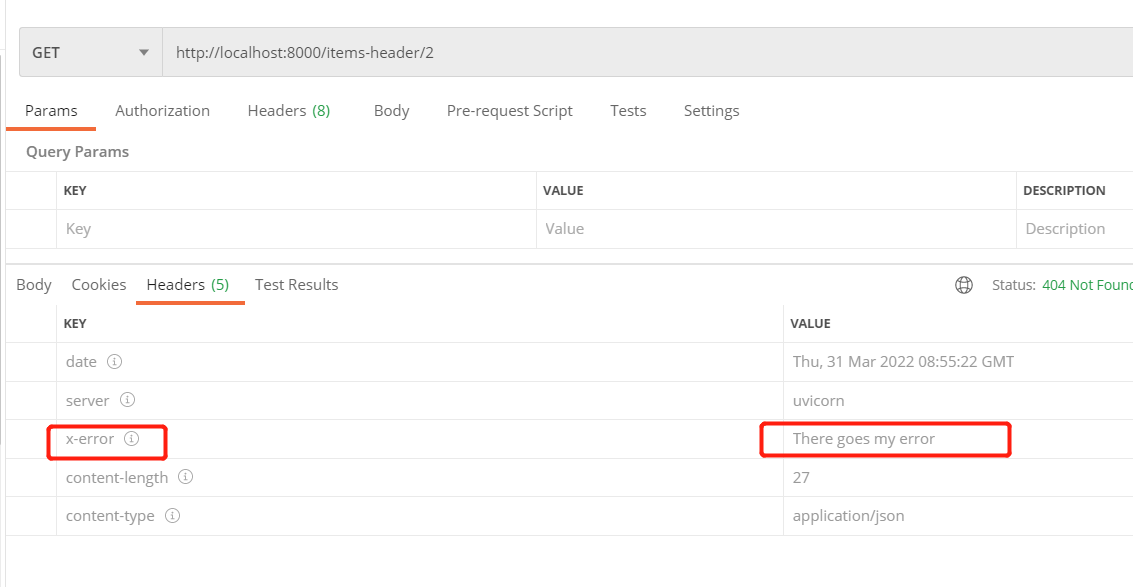 GET http://localhost:8000/items-header/2
Params Authorization Headers (8) Body Pre-request Script Tests Settings
Query Params
KEY VALUE DESCRIPTION
Key Value Description
Body Cookies Headers (5) Test Results Status: 404 Not Found
KEY VALUE
date Thu, 31 Mar 2022 08:55:22 GMT
server uvicorn
x-error There goes my error
content-length 27
content-type application/json